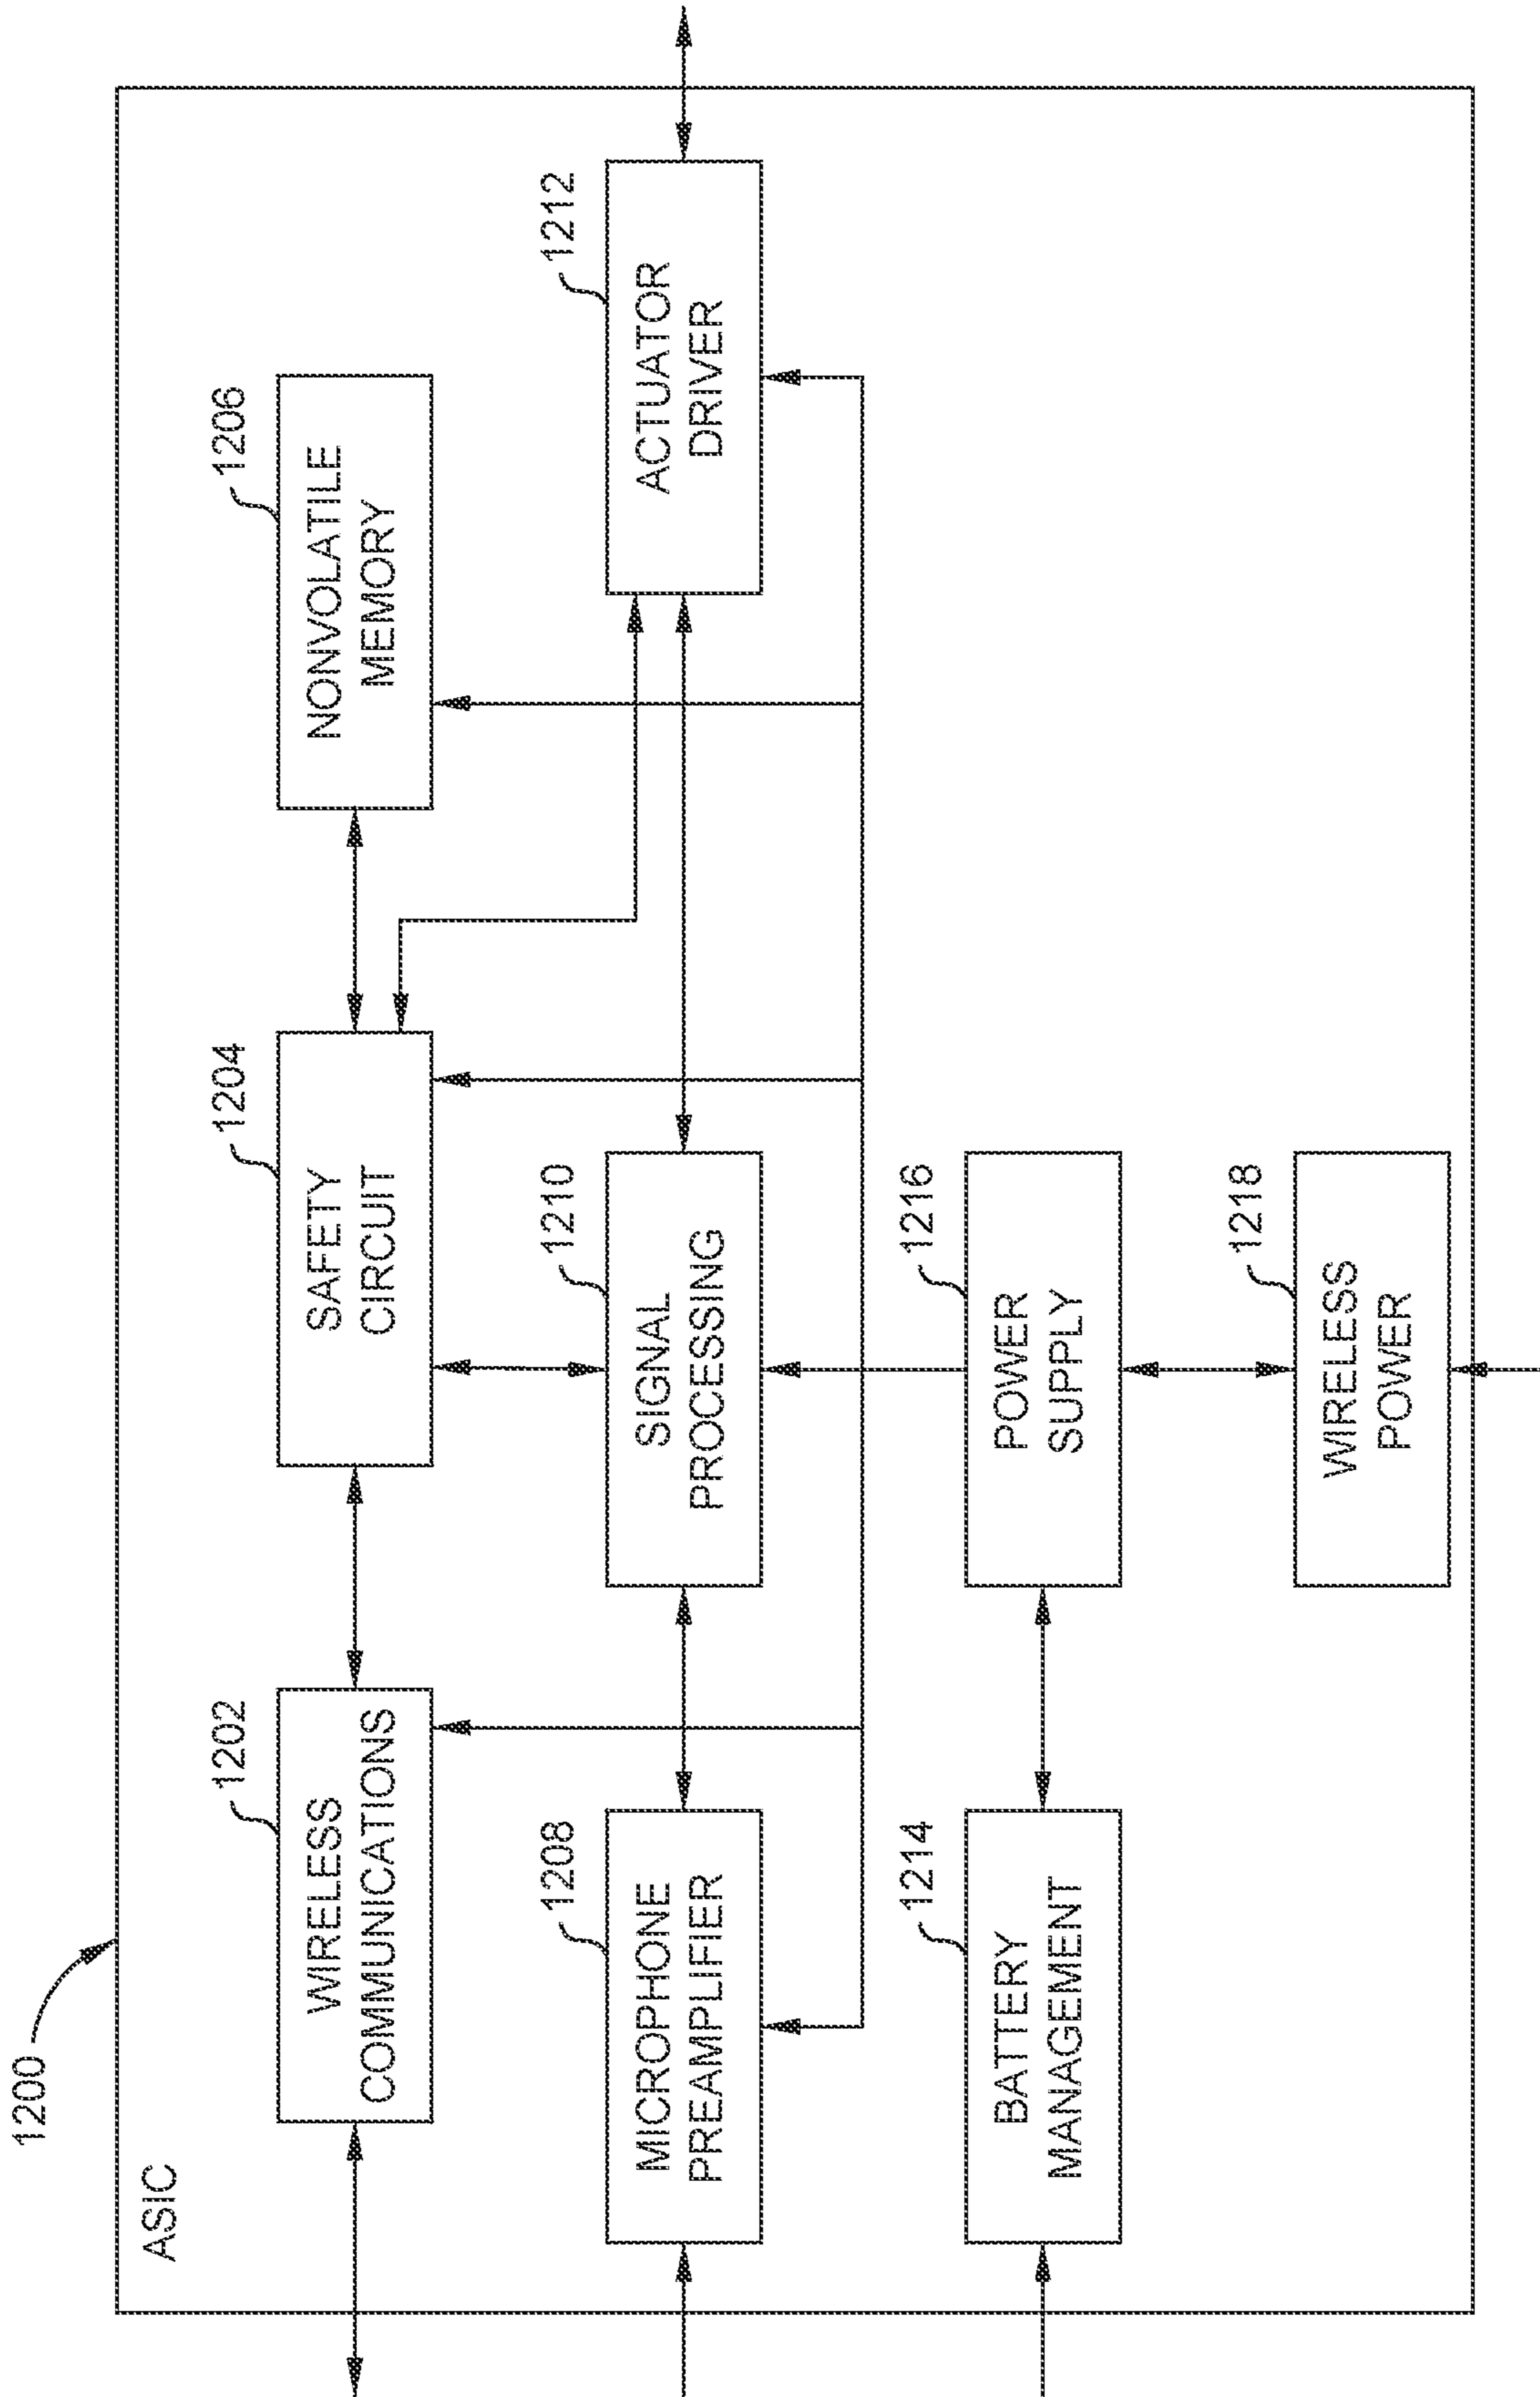 1200
ASIC
1202
WIRELESS
COMMUNICATIONS
1204
SAFETY
CIRCUIT
1206
NONVOLATILE
MEMORY
1208
MICROPHONE
PREAMPLIFIER
1210
SIGNAL
PROCESSING
1212
ACTUATOR
DRIVER
1214
BATTERY
MANAGEMENT
1216
POWER
SUPPLY
1218
WIRELESS
POWER